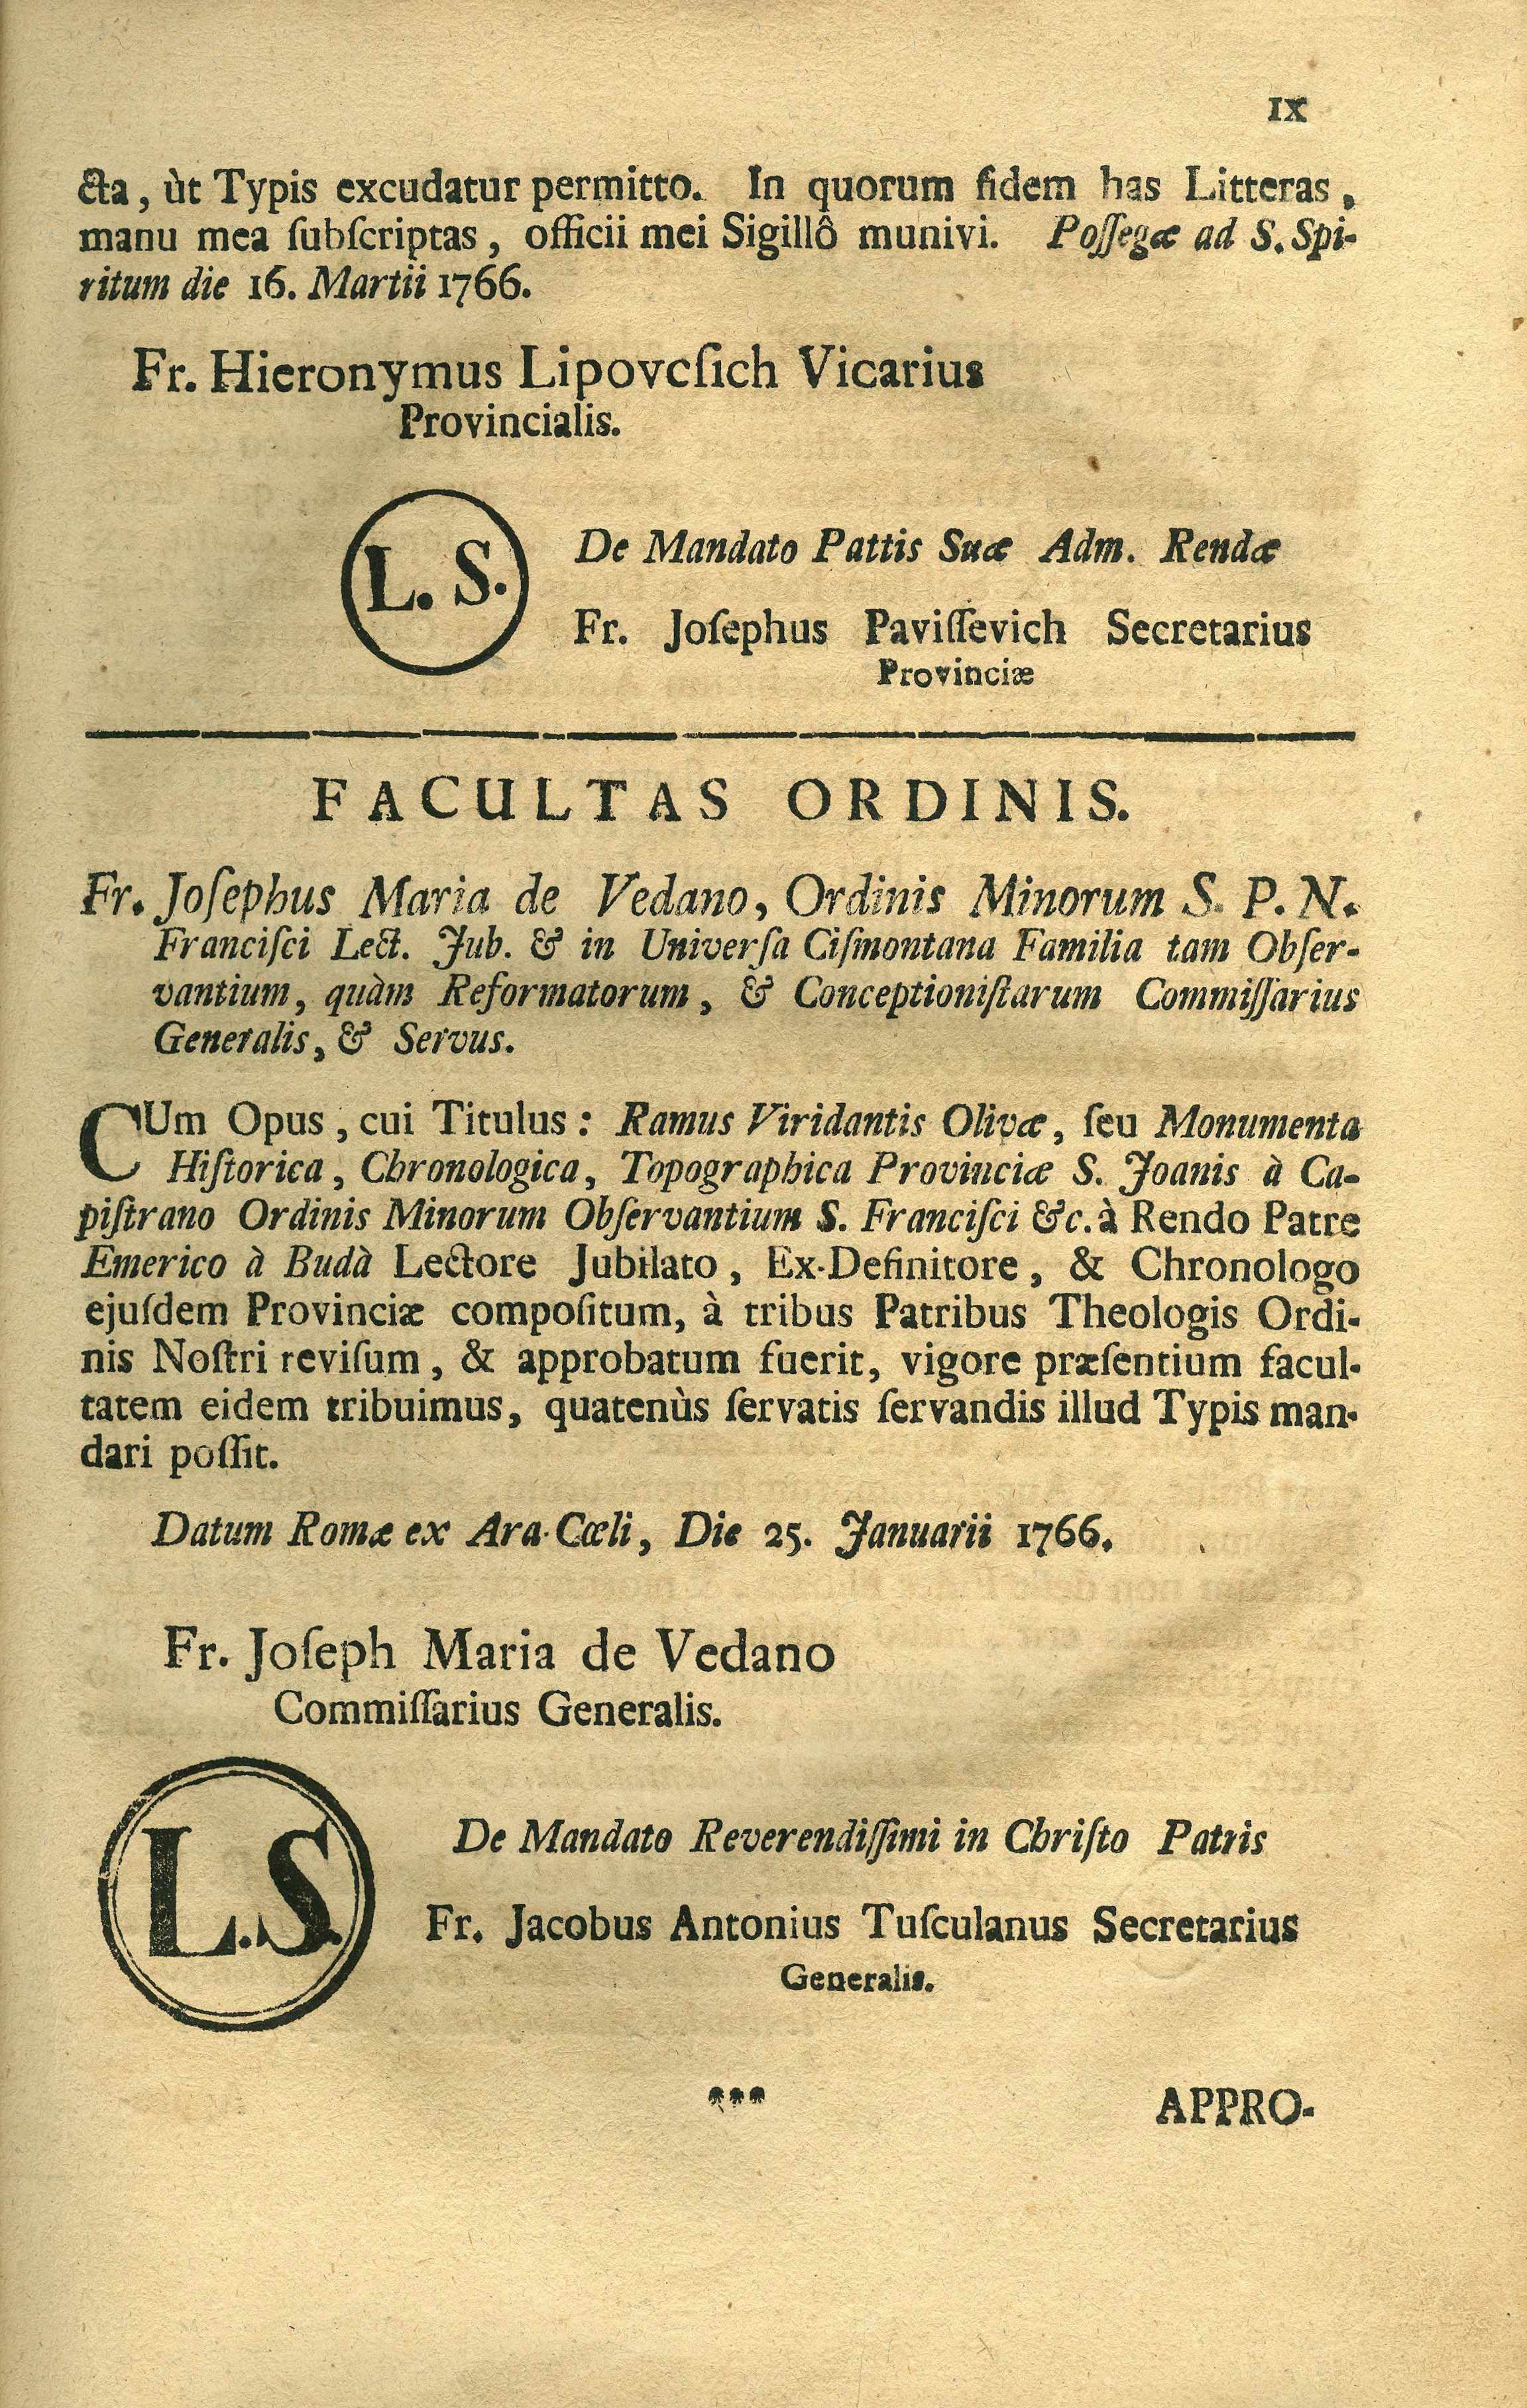 IX
cta, ùt Typis excudatur permitto. In quorum fidem has Litteras,
manu mea ſubſcriptas, officii mei Sigillô munivi. Poſſegæ ad S. Spi-
ritum die 16. Martii 1766.
Fr. Hieronymus Lipovcſich Vicarius
Provincialis.
L. S.
De Mandato Pattis Suæ Adm. Rendæ
Fr. Joſephus Paviſſevich Secretarius
Provinciæ
FACULTAS ORDINIS.
Fr. Joſephus Maria de Vedano, Ordinis Minorum S. P. N.
Franciſci Lect. Jub. & in Univerſa Ciſmontana Familia tam Obſer-
vantium, quàm Reformatorum, & Conceptioniſtarum Commiſſarius
Generalis, & Servus.
CUm Opus, cui Titulus: Ramus Viridantis Olivæ, ſeu Monumenta
Hiſtorica, Chronologica, Topographica Provinciæ S. Joanis à Ca-
piſtrano Ordinis Minorum Obſervantium S. Franciſci &c. à Rendo Patre
Emerico à Budà Lectore Jubilato, Ex-Definitore, & Chronologo
ejuſdem Provinciæ compoſitum, à tribus Patribus Theologis Ordi-
nis Noſtri reviſum, & approbatum fuerit, vigore præſentium facul-
tatem eidem tribuimus, quatenùs ſervatis ſervandis illud Typis man-
dari poſſit.
Datum Romæ ex Ara-Cœli, Die 25. Januarii 1766.
Fr. Joſeph Maria de Vedano
Commiſſarius Generalis.
L.S.
De Mandato Reverendiſſimi in Chriſto Patris
Fr. Jacobus Antonius Tuſculanus Secretarius
Generalis.
***
APPRO-